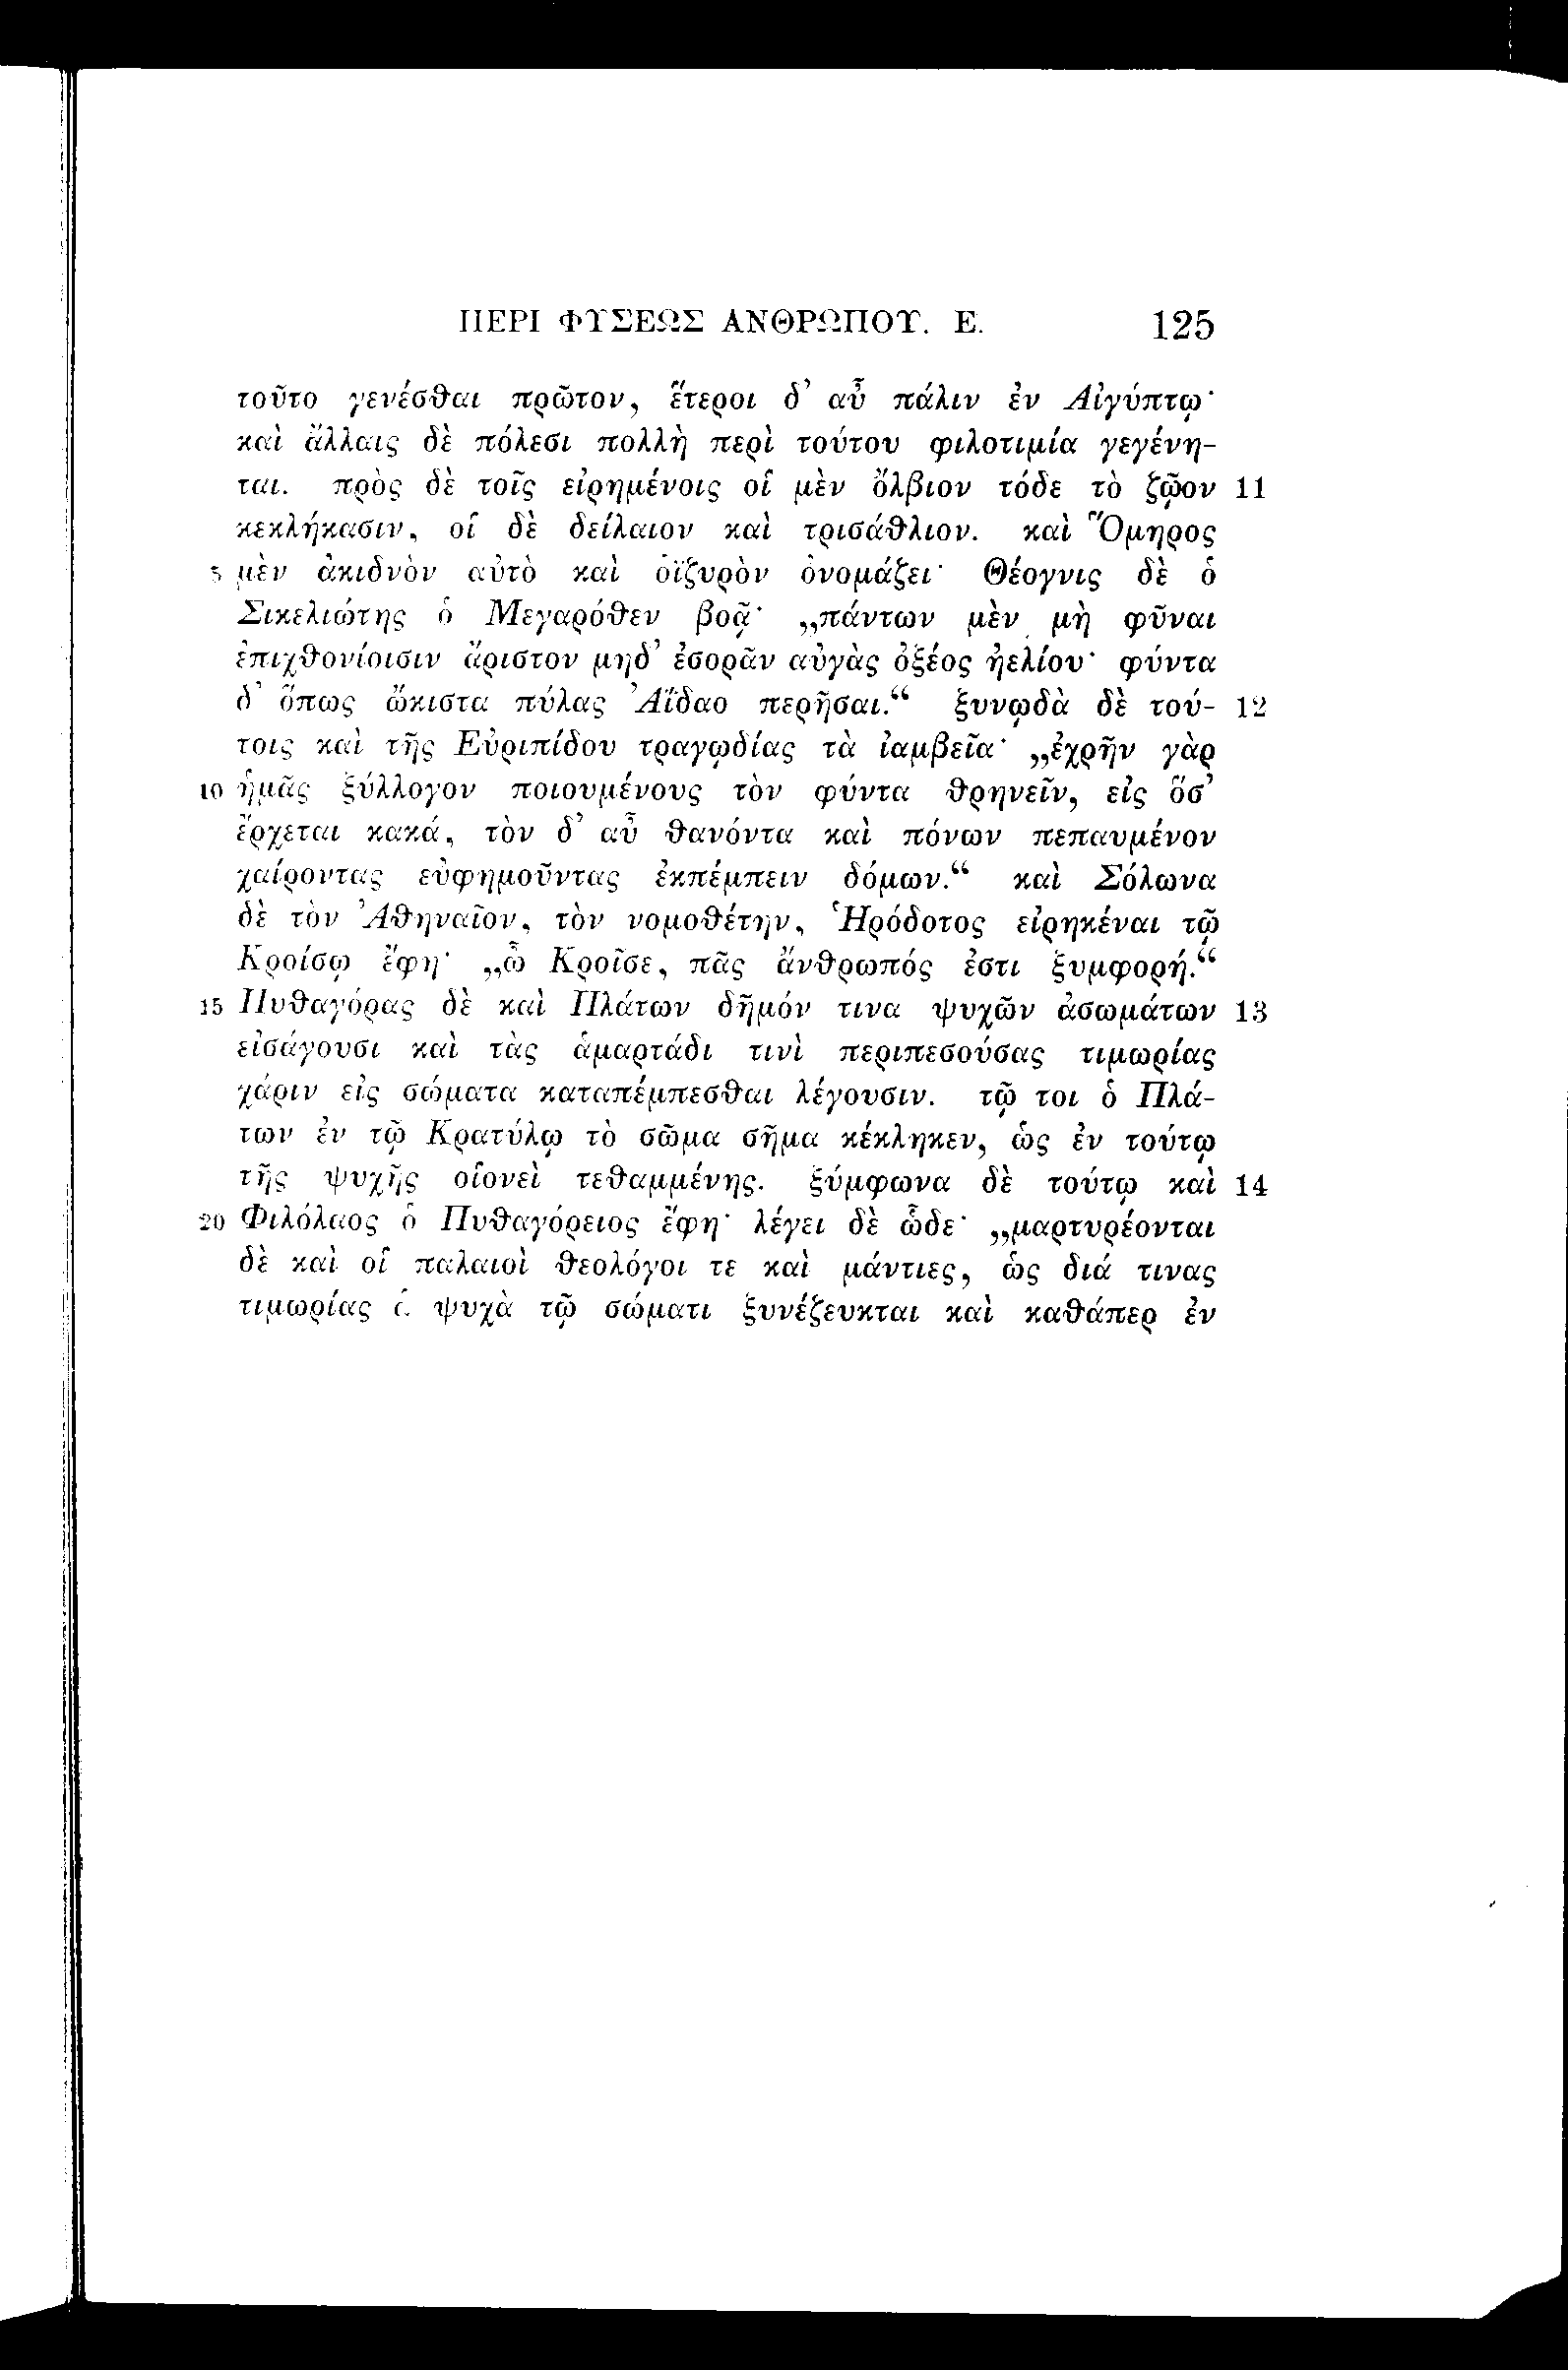 ΠΕΡΙ ΦΥΣΕΩΣ ΑΝΘΡΩΠΟΥ. Ε. 125
τοῦτο γενέσθαι πρῶτον, ἕτεροι δ’ αὖ πάλιν ἐν Αἰγύπτῳ·
καὶ ἄλλαις δὲ πόλεσι πολλὴ περὶ τούτου φιλοτιμία γεγένη-
ται. πρὸς δὲ τοῖς εἰρημένοις οἱ μὲν ὄλβιον τόδε τὸ ζῷον 11
κεκλήκασιν, οἱ δὲ δείλαιον καὶ τρισάθλιον. καὶ Ὅμηρος
5 μὲν ἀκιδνὸν αὐτὸ καὶ ὀϊζυρὸν ὀνομάζει· Θέογνις δὲ ὁ
Σικελιώτης ὁ Μεγαρόθεν βοᾷ· „πάντων μὲν μὴ φῦναι
ἐπιχθονίοισιν ἄριστον μηδ’ ἐσορᾶν αὐγὰς ὀξέος ἠελίου· φύντα
δ’ ὅπως ὤκιστα πύλας Ἀΐδαο περῆσαι.“ ξυνῳδὰ δὲ τού- 12
τοις καὶ τῆς Εὐριπίδου τραγῳδίας τὰ ἰαμβεῖα· „ἐχρῆν γὰρ
10 ἡμᾶς ξύλλογον ποιουμένους τὸν φύντα θρηνεῖν, εἰς ὅσ’
ἔρχεται κακά, τὸν δ’ αὖ θανόντα καὶ πόνων πεπαυμένον
χαίροντας εὐφημοῦντας ἐκπέμπειν δόμων.“ καὶ Σόλωνα
δὲ τὸν Ἀθηναῖον, τὸν νομοθέτην, Ἡρόδοτος εἰρηκέναι τῷ
Κροίσῳ ἔφη· „ὦ Κροῖσε, πᾶς ἄνθρωπός ἐστι ξυμφορή.“
15 Πυθαγόρας δὲ καὶ Πλάτων δῆμόν τινα ψυχῶν ἀσωμάτων 13
εἰσάγουσι καὶ τὰς ἁμαρτάδι τινὶ περιπεσούσας τιμωρίας
χάριν εἰς σώματα καταπέμπεσθαι λέγουσιν. τῷ τοι ὁ Πλά-
των ἐν τῷ Κρατύλῳ τὸ σῶμα σῆμα κέκληκεν, ὡς ἐν τούτῳ
τῆς ψυχῆς οἱονεὶ τεθαμμένης. ξύμφωνα δὲ τούτῳ καὶ 14
20 Φιλόλαος ὁ Πυθαγόρειος ἔφη· λέγει δὲ ὧδε· „μαρτυρέονται
δὲ καὶ οἱ παλαιοὶ θεολόγοι τε καὶ μάντιες, ὡς διά τινας
τιμωρίας ἁ ψυχὰ τῷ σώματι ξυνέζευκται καὶ καθάπερ ἐν